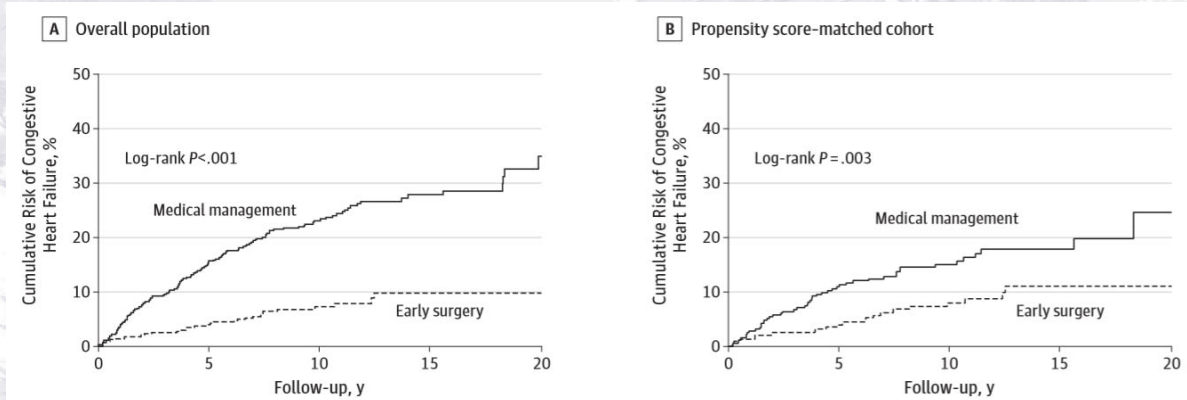 A Overall population
Cumulative Risk of Congestive
Heart Failure, %
50
40
30
20
10
0
Log-rank P<.001
Medical management
Early surgery
0 5 10 15 20
Follow-up, y
B Propensity score-matched cohort
Cumulative Risk of Congestive
Heart Failure, %
50
40
30
20
10
0
Log-rank P = .003
Medical management
Early surgery
0 5 10 15 20
Follow-up, y